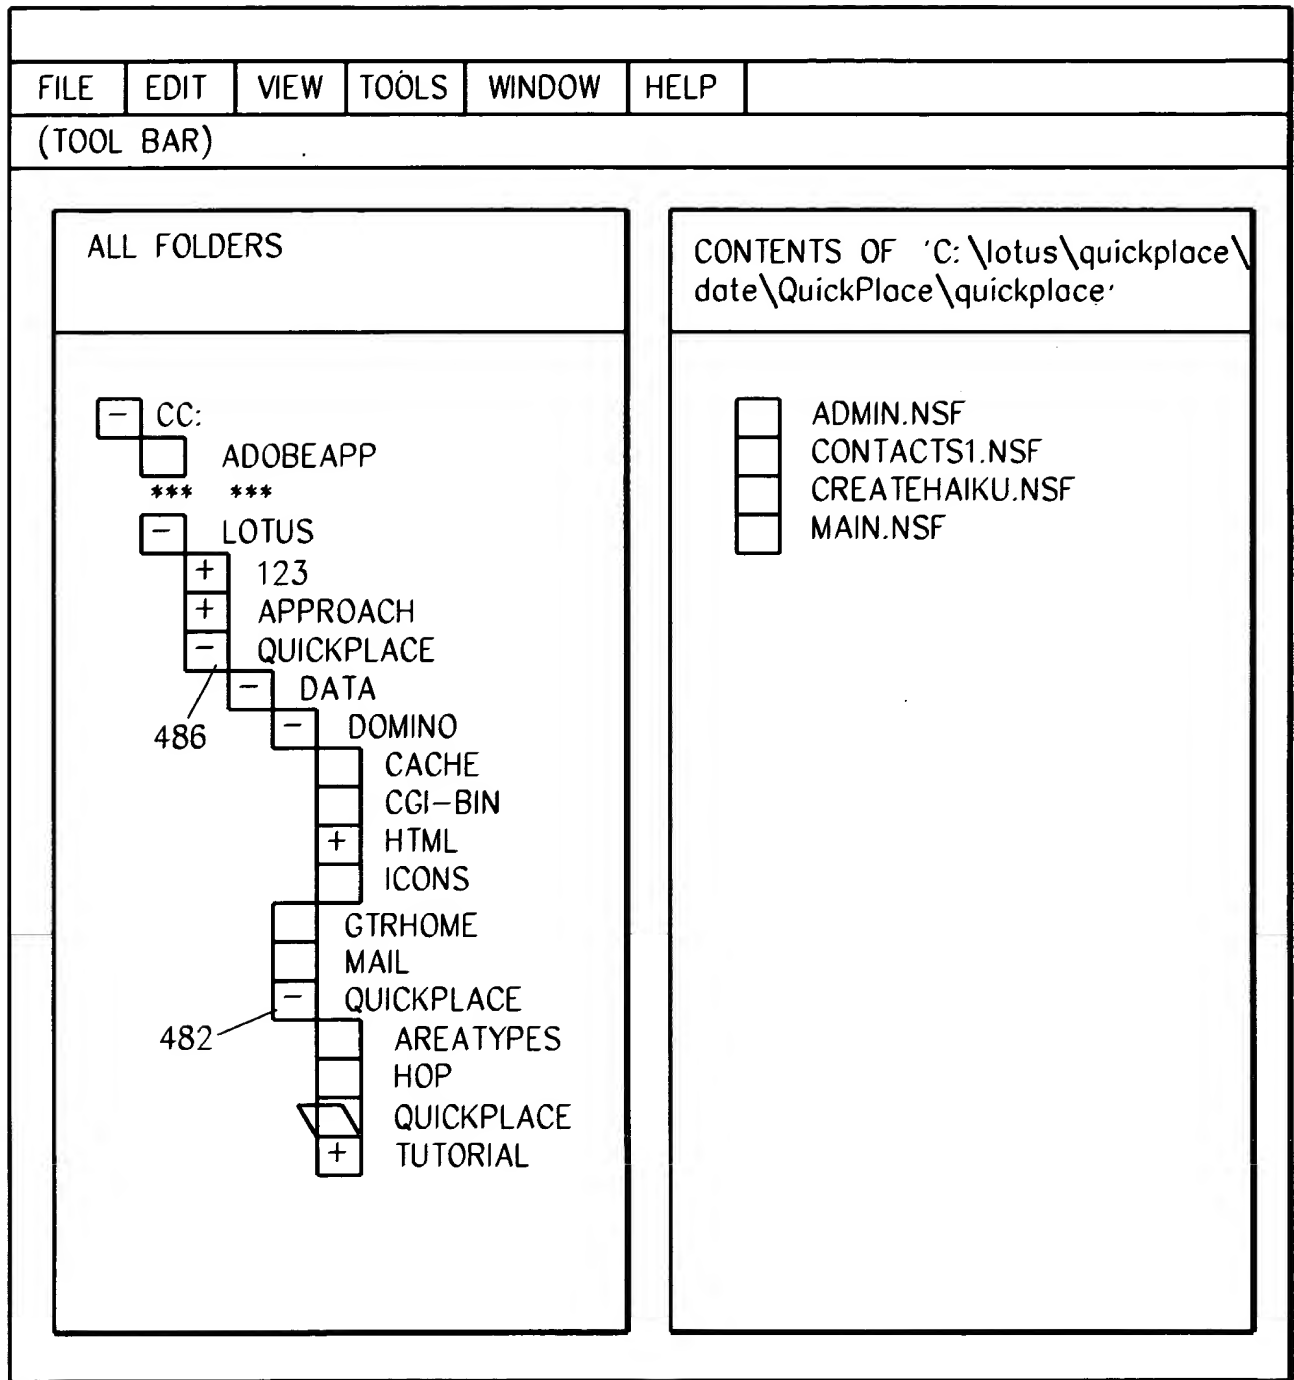 FILE EDIT VIEW TOOLS WINDOW HELP
(TOOL BAR)
ALL FOLDERS
- CC:
ADOBEAPP
*** ***
- LOTUS
+ 123
+ APPROACH
- QUICKPLACE
- DATA
486
- DOMINO
CACHE
CGI-BIN
+ HTML
ICONS
GTRHOME
MAIL
- QUICKPLACE
482
AREATYPES
HOP
QUICKPLACE
+ TUTORIAL
CONTENTS OF 'C:\lotus\quickplace\
date\QuickPlace\quickplace'
ADMIN.NSF
CONTACTS1.NSF
CREATEHAIKU.NSF
MAIN.NSF